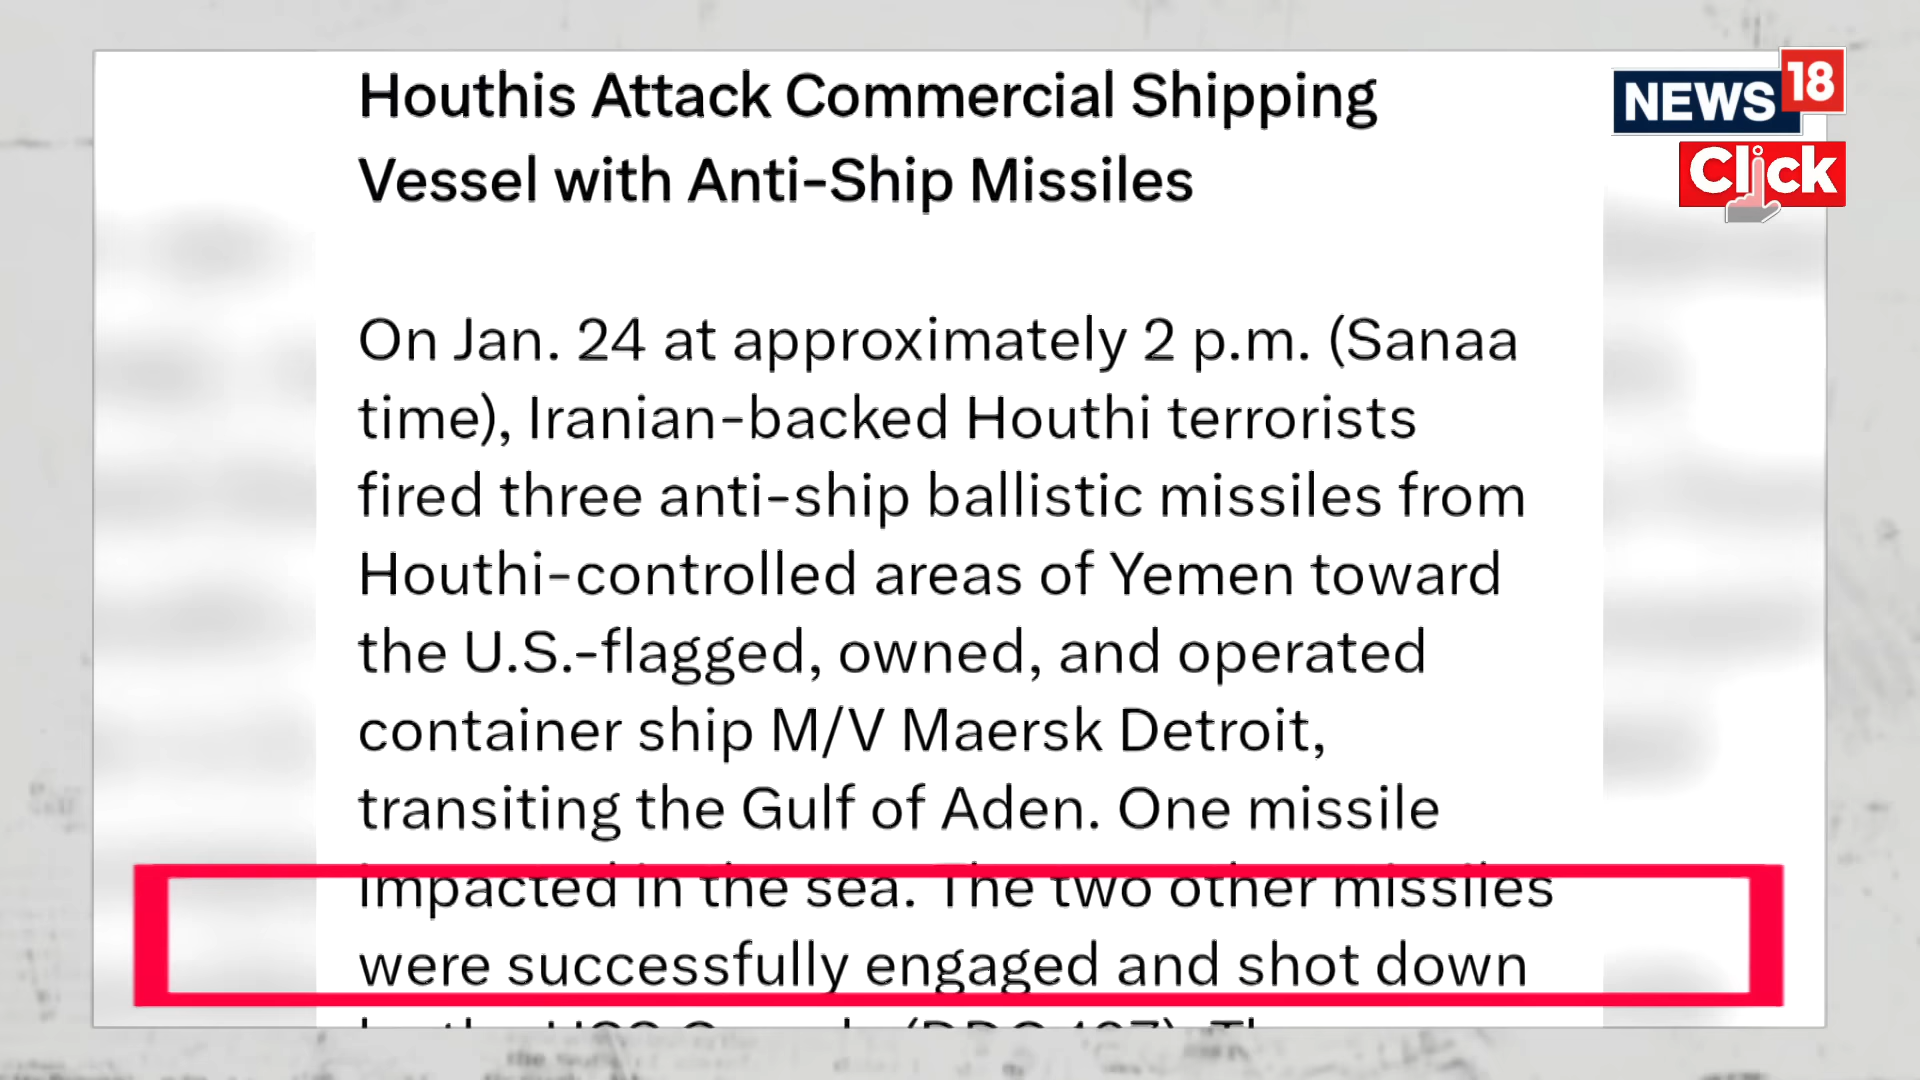 Houthis Attack Commercial Shipping
Vessel with Anti-Ship Missiles
NEWS18
Click
On Jan. 24 at approximately 2 p.m. (Sanaa
time), Iranian-backed Houthi terrorists
fired three anti-ship ballistic missiles from
Houthi-controlled areas of Yemen toward
the U.S.-flagged, owned, and operated
container ship M/V Maersk Detroit,
transiting the Gulf of Aden. One missile
impacted in the sea. The two other missiles
were successfully engaged and shot down